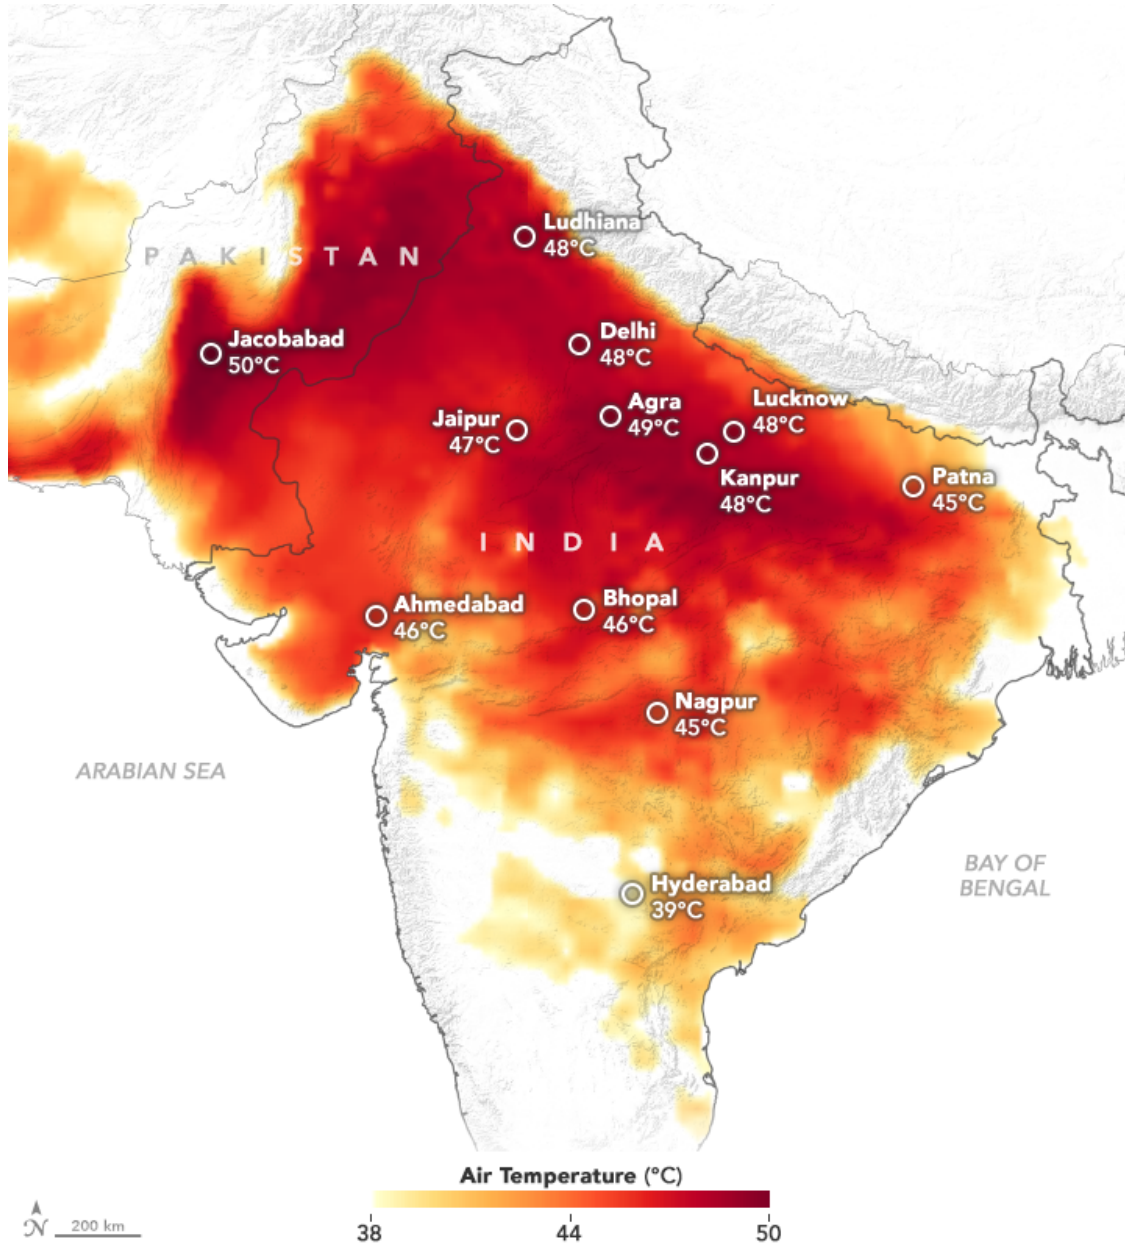 Ludhiana
48°C
PAKISTAN
Delhi
48°C
Jacobabad
50°C
Lucknow
48°C
Agra
49°C
Jaipur
47°C
Kanpur
48°C
Patna
45°C
INDIA
Ahmedabad
46°C
Bhopal
46°C
Nagpur
45°C
ARABIAN SEA
BAY OF
BENGAL
Hyderabad
39°C
Air Temperature (°C)
38 44 50
N 200 km